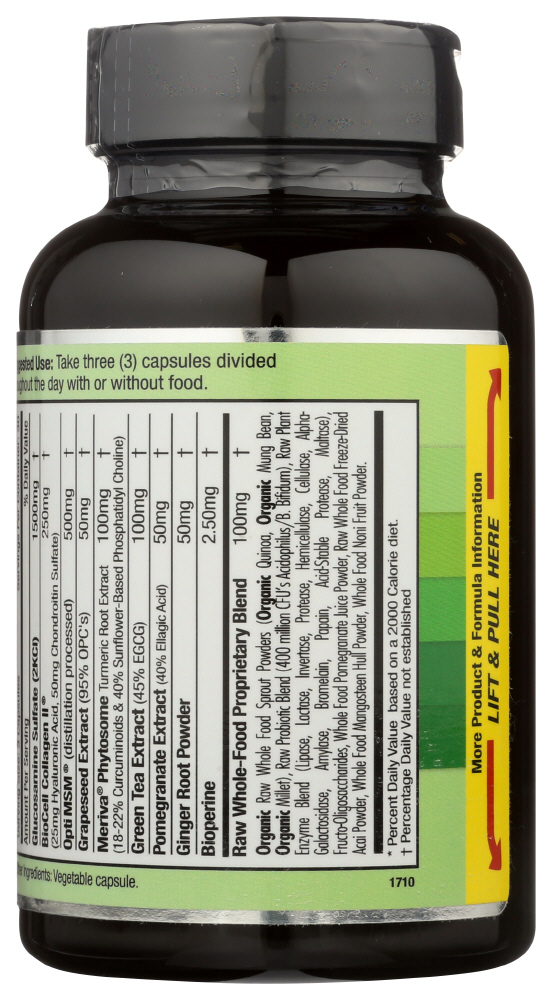 Use: Take three (3) capsules divided
the day with or without food.
Amount Per Serving % Daily Value
Glucosamine Sulfate (2KCl) 1500mg †
BioCell Collagen II® 250mg †
(25mg Hyaluronic Acid, 50mg Chondroitin Sulfate)
OptiMSM® (distillation processed) 500mg †
Grapeseed Extract (95% OPC's) 50mg †
Meriva® Phytosome Turmeric Root Extract 100mg †
(18-22% Curcuminoids & 40% Sunflower-Based Phosphatidyl Choline)
Green Tea Extract (45% EGCG) 100mg †
Pomegranate Extract (40% Ellagic Acid) 50mg †
Ginger Root Powder 50mg †
Bioperine 2.50mg †
Raw Whole-Food Proprietary Blend 100mg †
Organic Raw Whole Food Sprout Powders (Organic Quinoa, Organic Mung Bean,
Organic Millet), Raw Probiotic Blend (400 million CFU's Acidophilus/B. Bifidum), Raw Plant
Enzyme Blend (Lipase, Lactase, Invertase, Protease, Hemicellulase, Cellulase, Alpha-
Galactosidase, Amylase, Bromelain, Papain, Acid-Stable Protease, Maltase),
Fructo-Oligosaccharides, Whole Food Pomegranate Juice Powder, Raw Whole Food Freeze-Dried
Acai Powder, Whole Food Mangosteen Hull Powder, Whole Food Noni Fruit Powder.
* Percent Daily Value based on a 2000 Calorie diet.
† Percentage Daily Value not established
Ingredients: Vegetable capsule.
1710
More Product & Formula Information
LIFT & PULL HERE